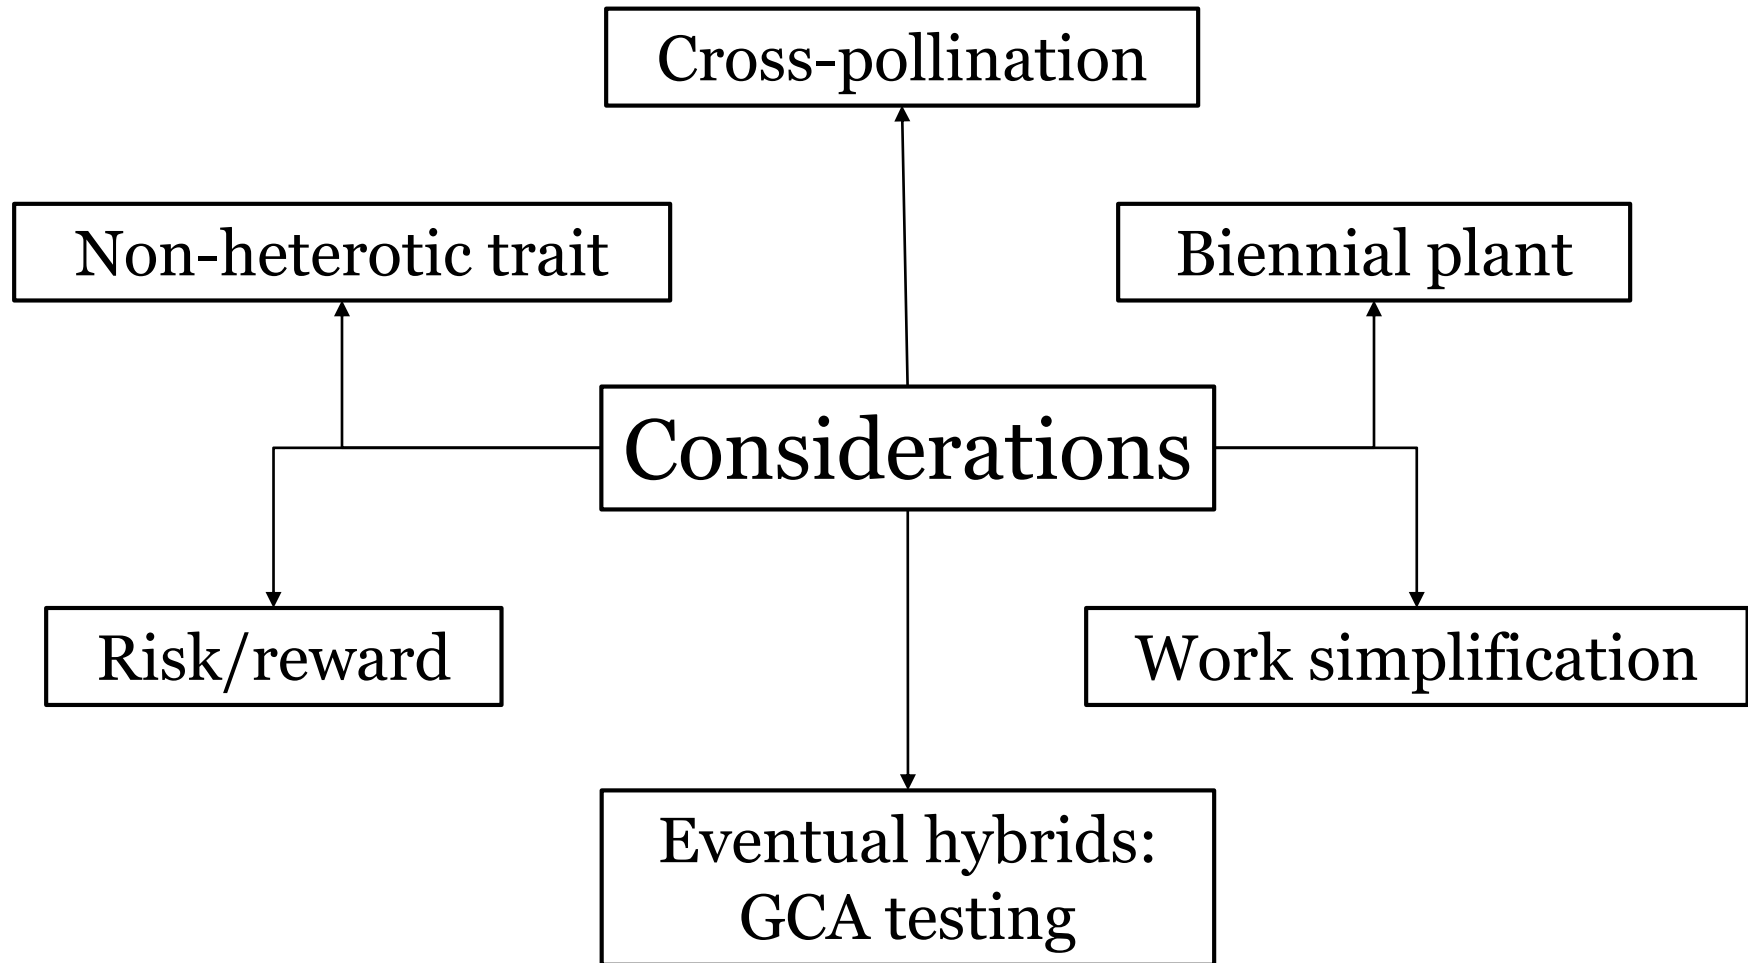 Cross-pollination
Non-heterotic trait
Biennial plant
Considerations
Risk/reward
Work simplification
Eventual hybrids:
GCA testing